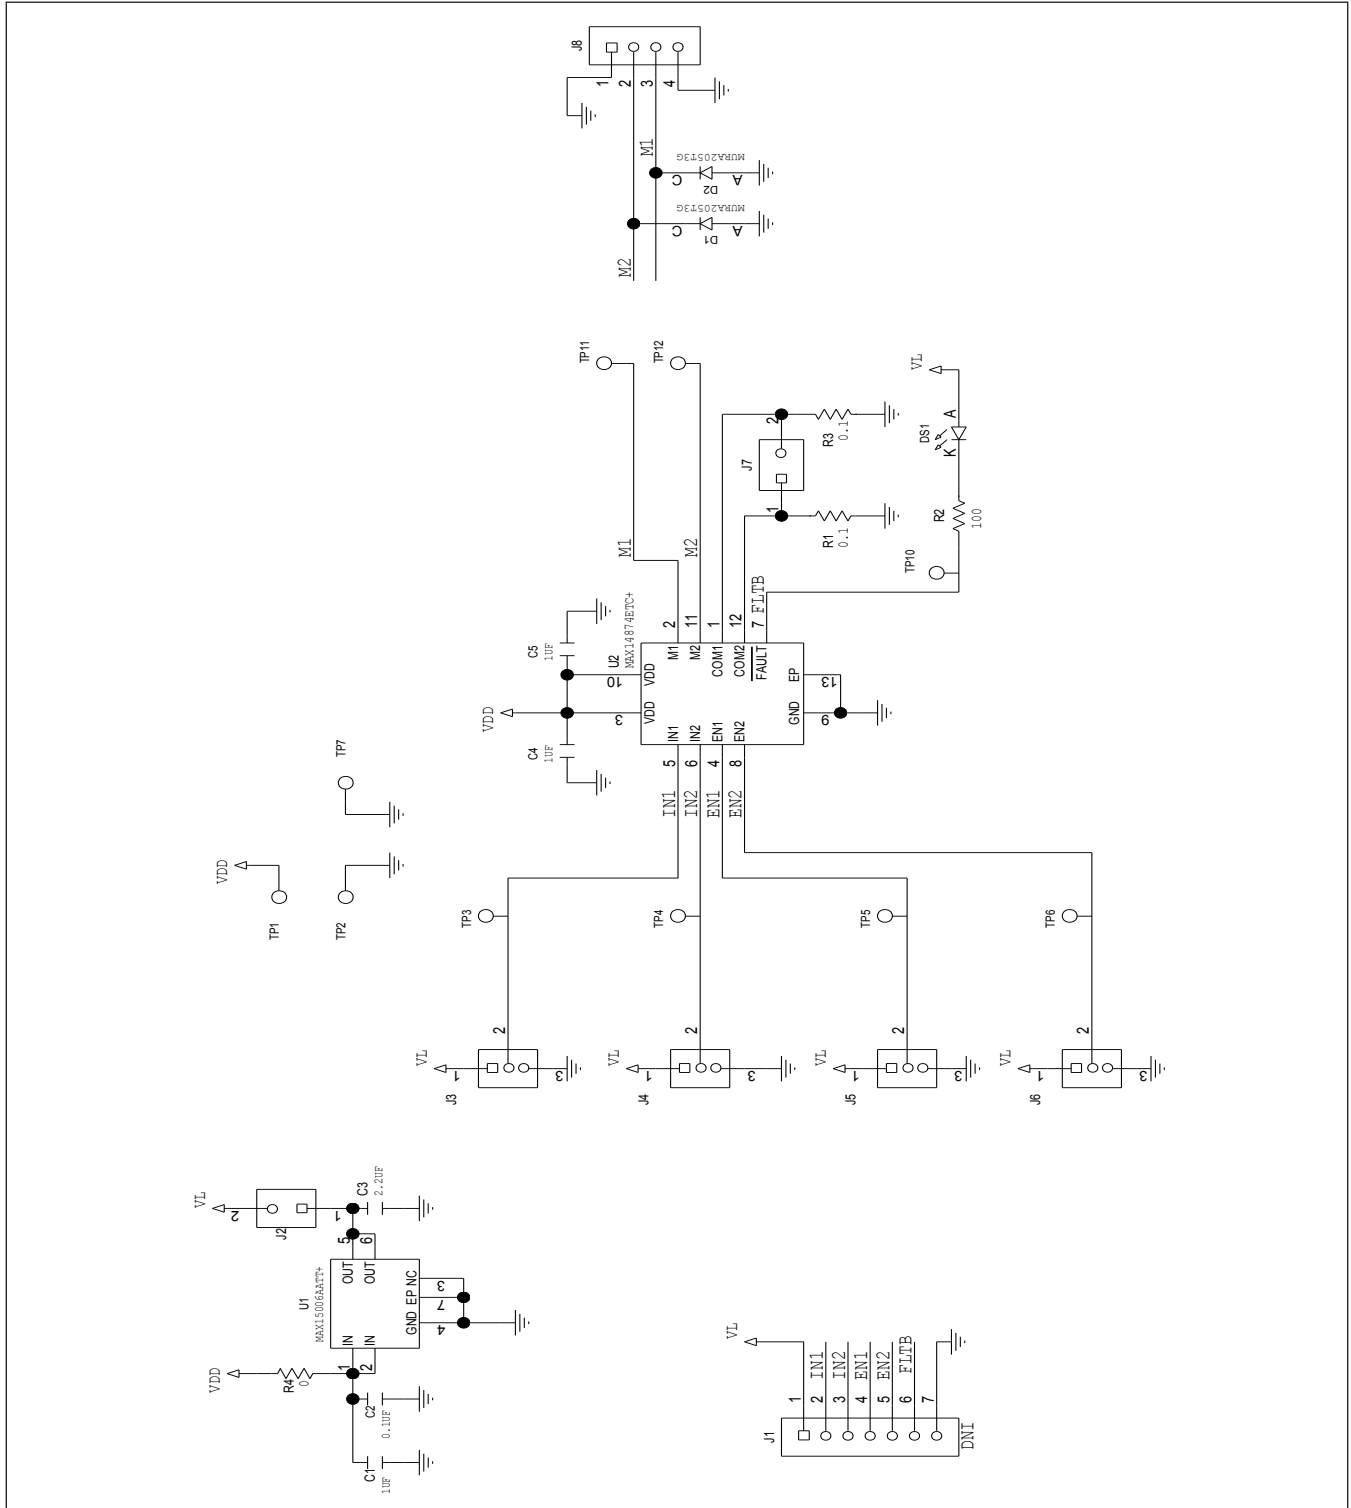 J8
1
2
3
4
M1
MURA205T3G
C
A
D2
MURA205T3G
C
A
D1
M2
TP11
TP12
VL
A
DS1
K
R2
100
TP10
J7
2
1
R3
0.1
R1
0.1
M1
M2
FLTB
C5
1UF
U2
MAX14874ETC+
2
11
1
12
7
10
3
VDD
VDD
M1
M2
COM1
COM2
FAULT
EP
GND
IN1
IN2
EN1
EN2
13
9
VDD
C4
1UF
5
6
4
8
IN1
IN2
EN1
EN2
TP7
VDD
TP1
TP2
TP3
TP4
TP5
TP6
VL
1
2
3
J3
VL
1
2
3
J4
VL
1
2
3
J5
VL
1
2
3
J6
VL
2
J2
1
C3
2.2UF
5
6
U1
MAX15006AATT+
OUT
OUT
IN
IN
GND
EP
NC
3
7
4
1
2
VDD
R4
0
C2
0.1UF
C1
1UF
VL
1
2
IN1
3
IN2
4
EN1
5
EN2
6
FLTB
7
J1
DNI